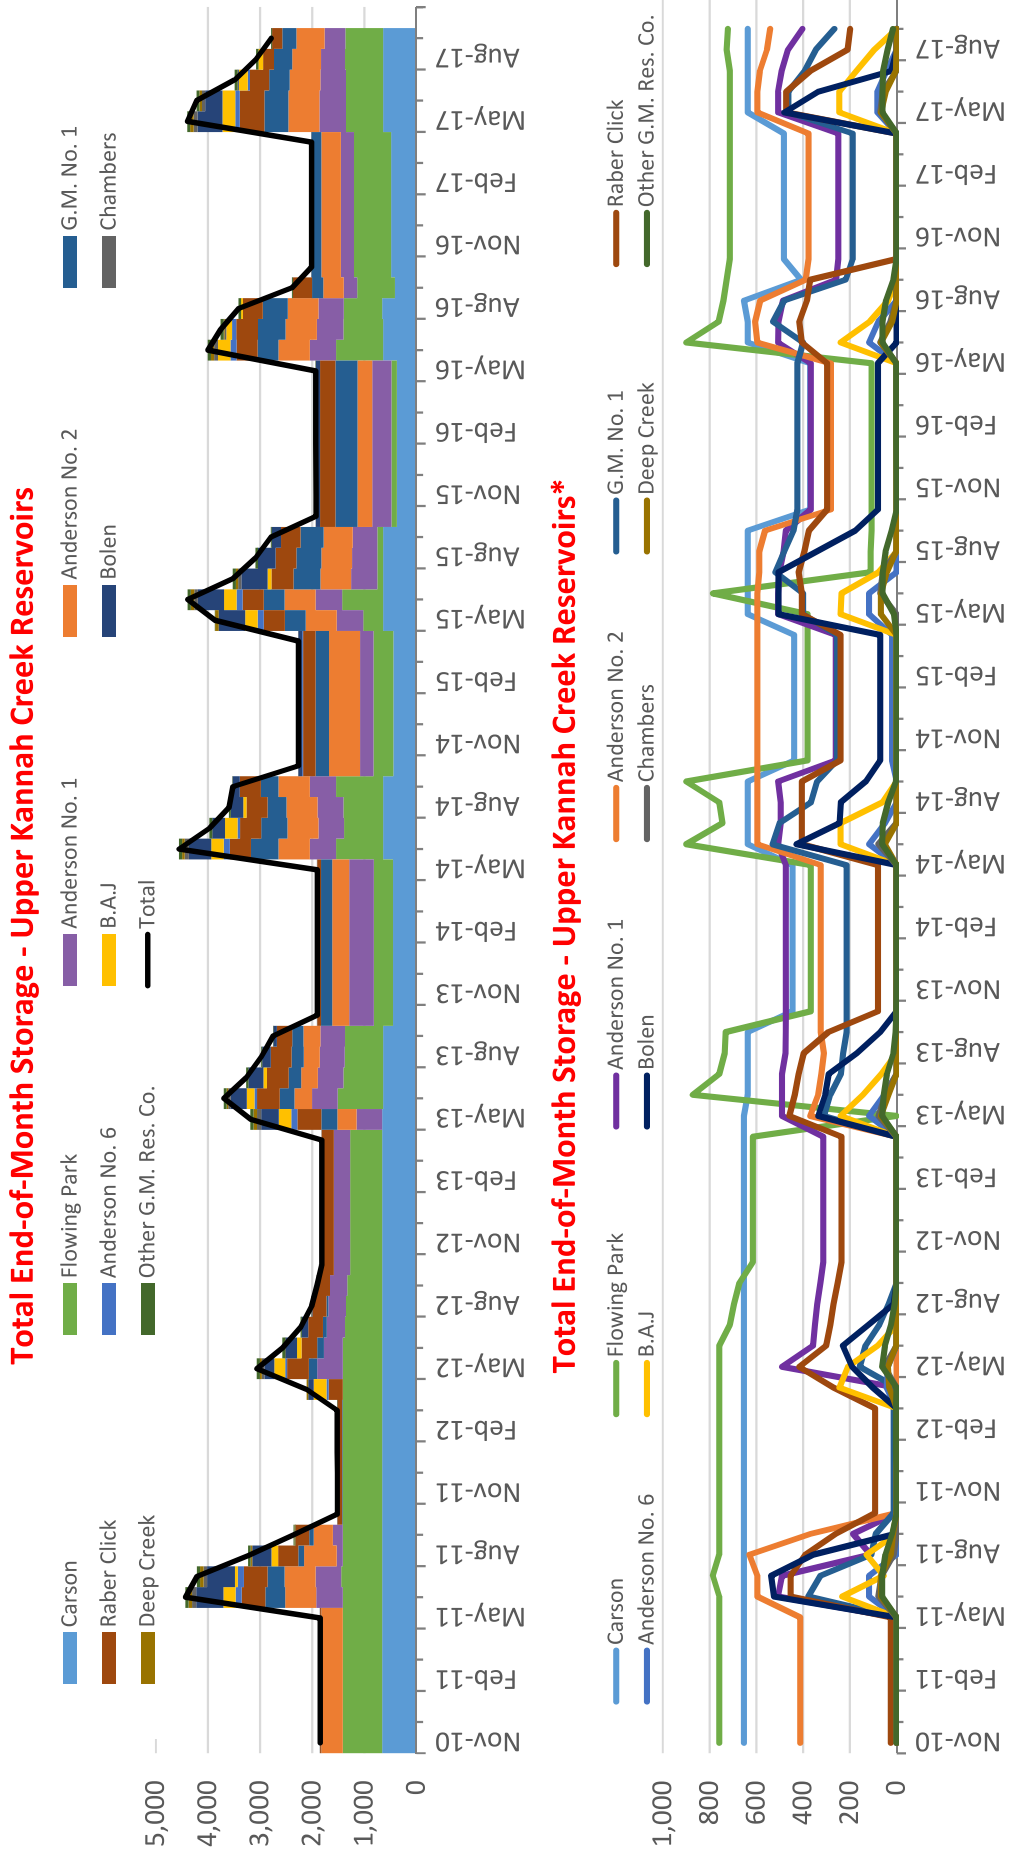 Total End-of-Month Storage - Upper Kannah Creek Reservoirs
Carson
Flowing Park
Anderson No. 1
Anderson No. 2
G.M. No. 1
Raber Click
Anderson No. 6
B.A.J
Bolen
Chambers
Deep Creek
Other G.M. Res. Co.
Total
5,000
4,000
3,000
2,000
1,000
0
Nov-10
Feb-11
May-11
Aug-11
Nov-11
Feb-12
May-12
Aug-12
Nov-12
Feb-13
May-13
Aug-13
Nov-13
Feb-14
May-14
Aug-14
Nov-14
Feb-15
May-15
Aug-15
Nov-15
Feb-16
May-16
Aug-16
Nov-16
Feb-17
May-17
Aug-17
Total End-of-Month Storage - Upper Kannah Creek Reservoirs*
Carson
Flowing Park
Anderson No. 1
Anderson No. 2
G.M. No. 1
Raber Click
Anderson No. 6
B.A.J
Bolen
Chambers
Deep Creek
Other G.M. Res. Co.
1,000
800
600
400
200
0
Nov-10
Feb-11
May-11
Aug-11
Nov-11
Feb-12
May-12
Aug-12
Nov-12
Feb-13
May-13
Aug-13
Nov-13
Feb-14
May-14
Aug-14
Nov-14
Feb-15
May-15
Aug-15
Nov-15
Feb-16
May-16
Aug-16
Nov-16
Feb-17
May-17
Aug-17